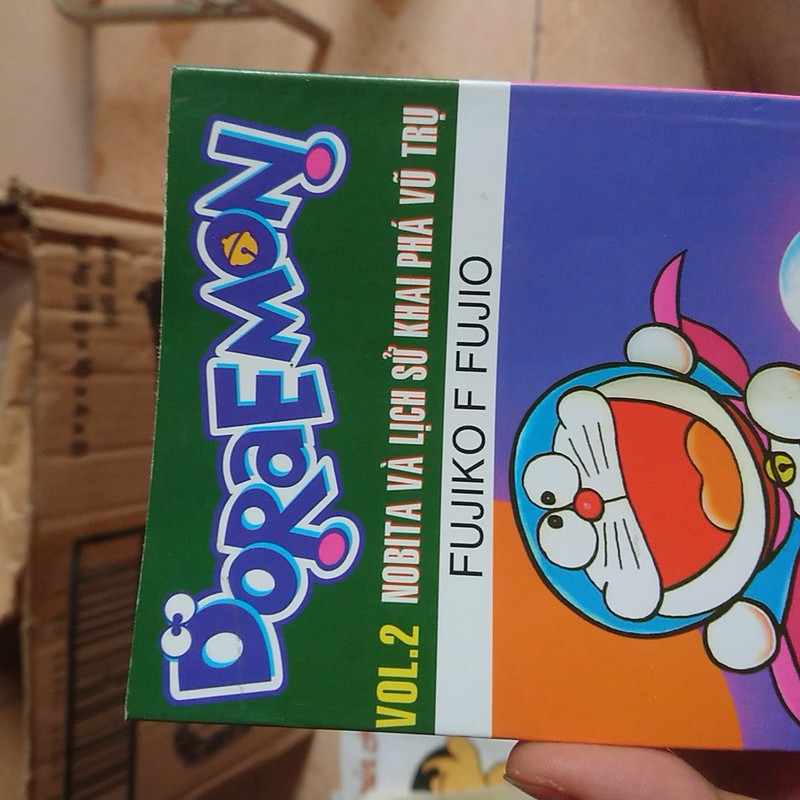 DORAEMON
VOL.2 NOBITA VÀ LỊCH SỬ KHAI PHÁ VŨ TRỤ
FUJIKO F FUJIO